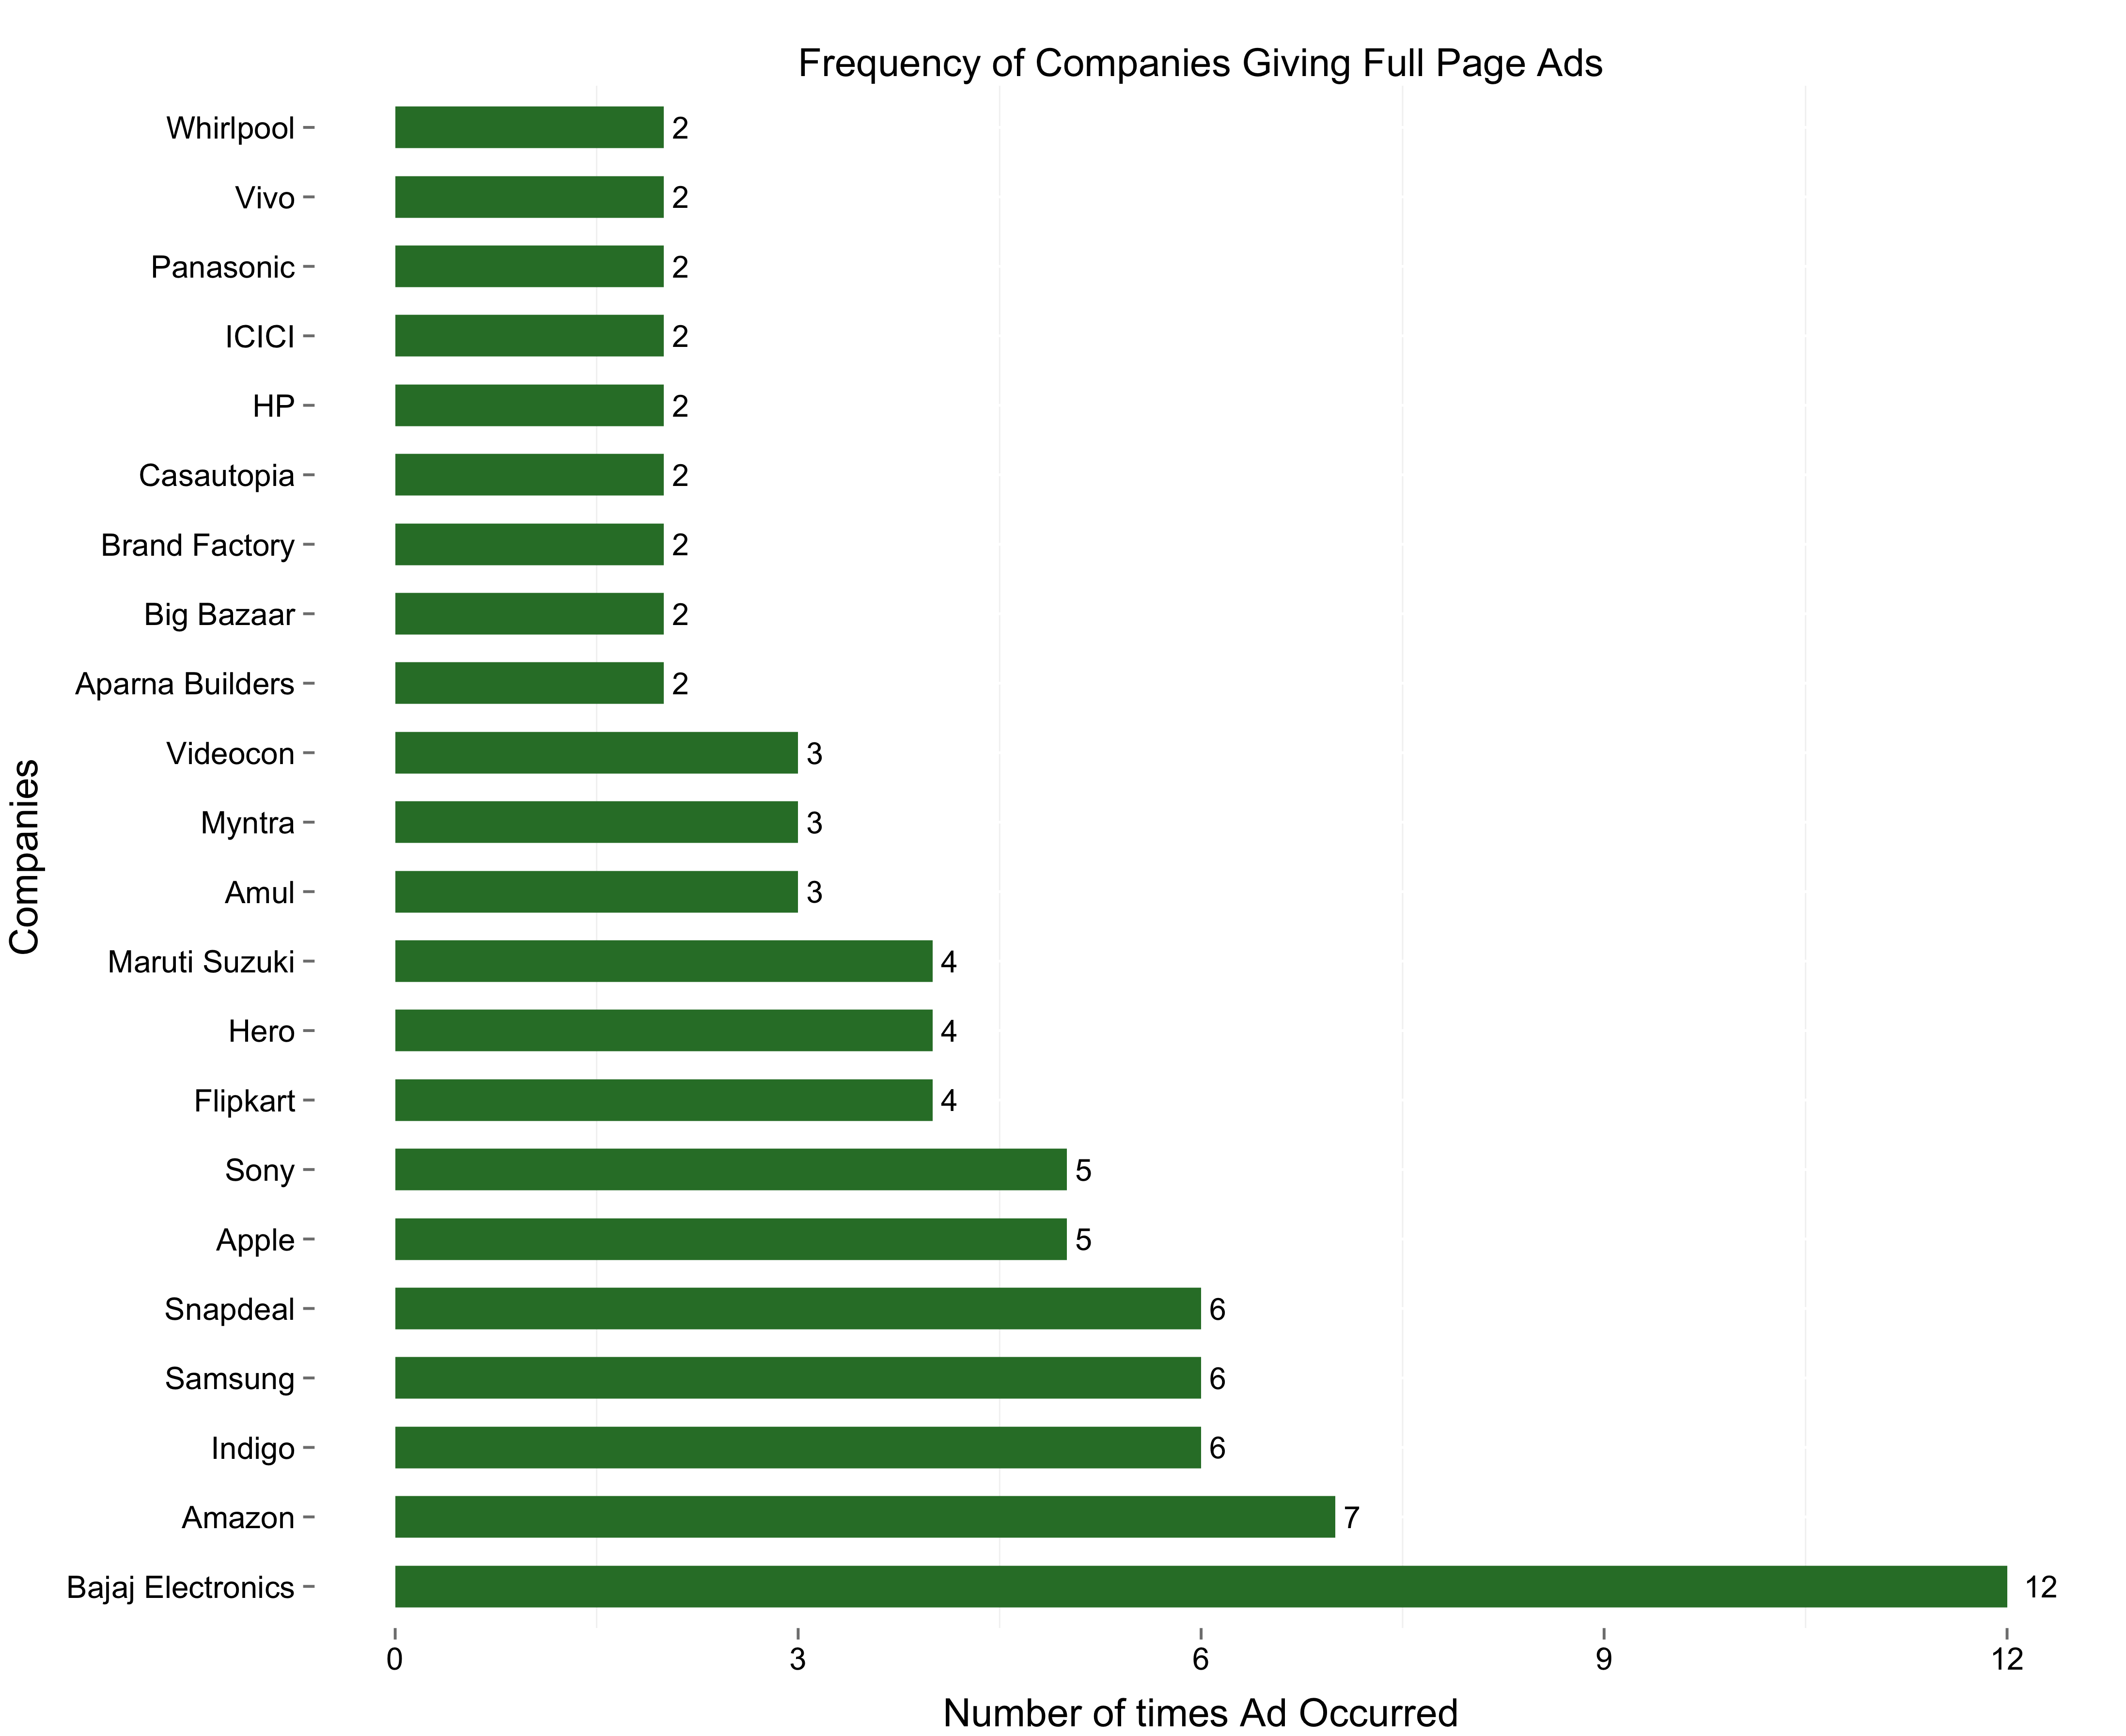 Frequency of Companies Giving Full Page Ads
Whirlpool 2
Vivo 2
Panasonic 2
ICICI 2
HP 2
Casautopia 2
Brand Factory 2
Big Bazaar 2
Aparna Builders 2
Videocon 3
Myntra 3
Amul 3
Maruti Suzuki 4
Hero 4
Flipkart 4
Sony 5
Apple 5
Snapdeal 6
Samsung 6
Indigo 6
Amazon 7
Bajaj Electronics 12
Companies
0 3 6 9 12
Number of times Ad Occurred